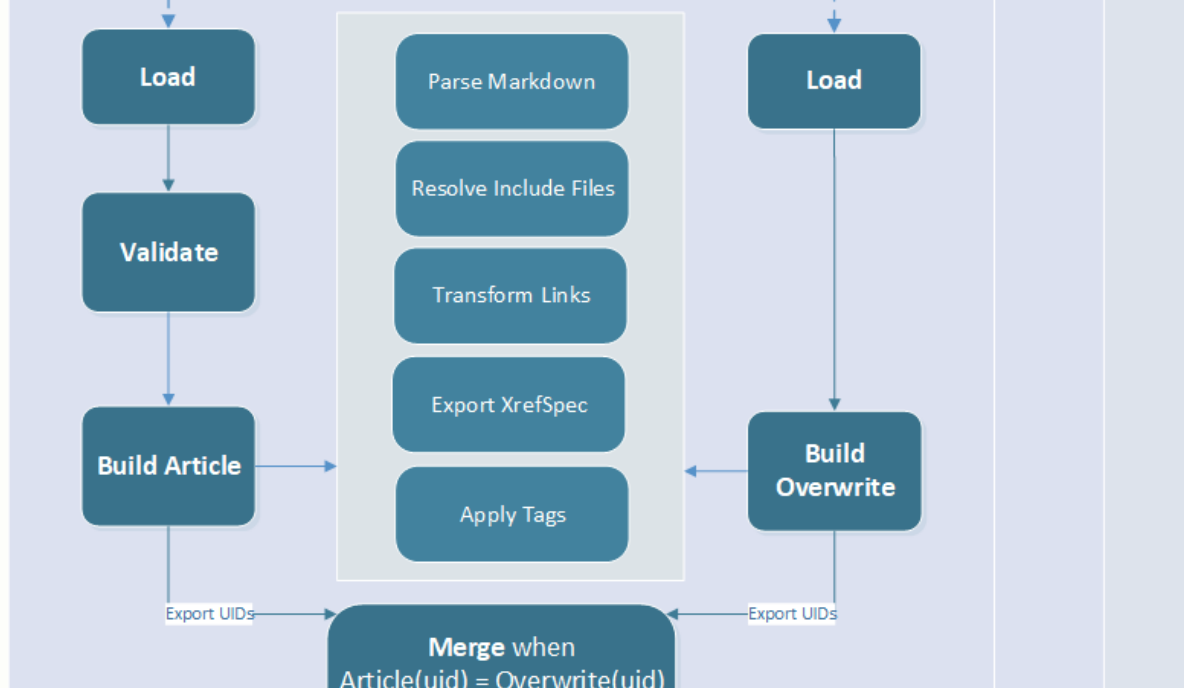 Load
Validate
Build Article
Parse Markdown
Resolve Include Files
Transform Links
Export XrefSpec
Apply Tags
Load
Build
Overwrite
Export UIDs
Export UIDs
Merge when
Article(uid) = Overwrite(uid)